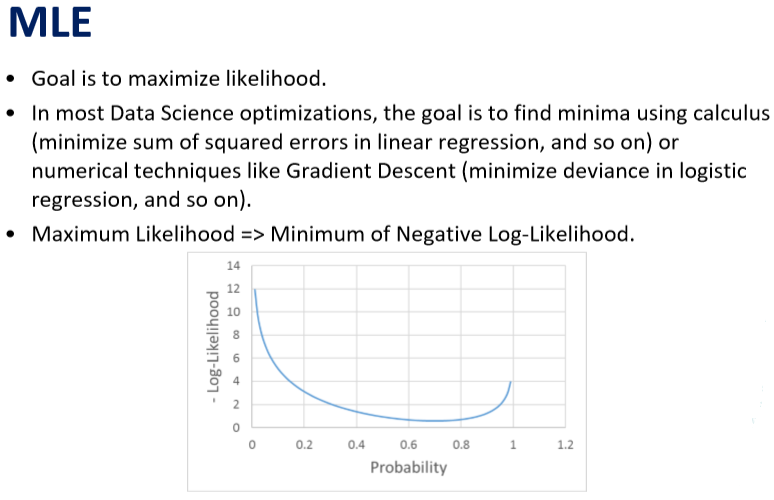 MLE
• Goal is to maximize likelihood.
• In most Data Science optimizations, the goal is to find minima using calculus
(minimize sum of squared errors in linear regression, and so on) or
numerical techniques like Gradient Descent (minimize deviance in logistic
regression, and so on).
• Maximum Likelihood => Minimum of Negative Log-Likelihood.
14
12
10
8
6
4
2
0
- Log-Likelihood
0 0.2 0.4 0.6 0.8 1 1.2
Probability